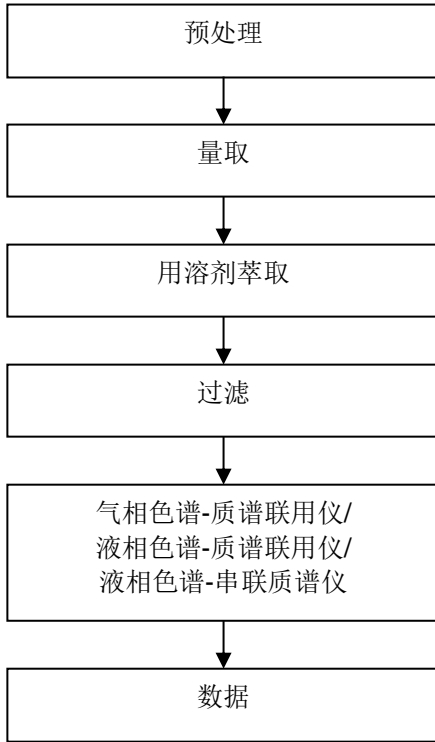 预处理
量取
用溶剂萃取
过滤
气相色谱-质谱联用仪/
液相色谱-质谱联用仪/
液相色谱-串联质谱仪
数据